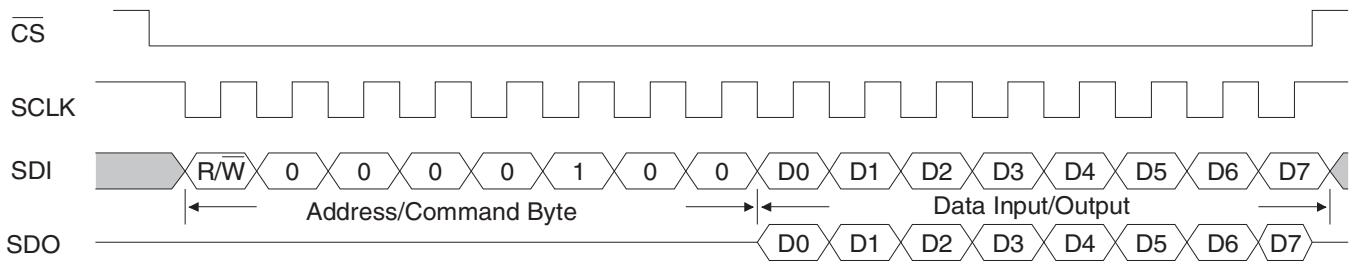 C̅S̅
SCLK
SDI R/W̅ 0 0 0 0 1 0 0 D0 D1 D2 D3 D4 D5 D6 D7
Address/Command Byte Data Input/Output
SDO D0 D1 D2 D3 D4 D5 D6 D7